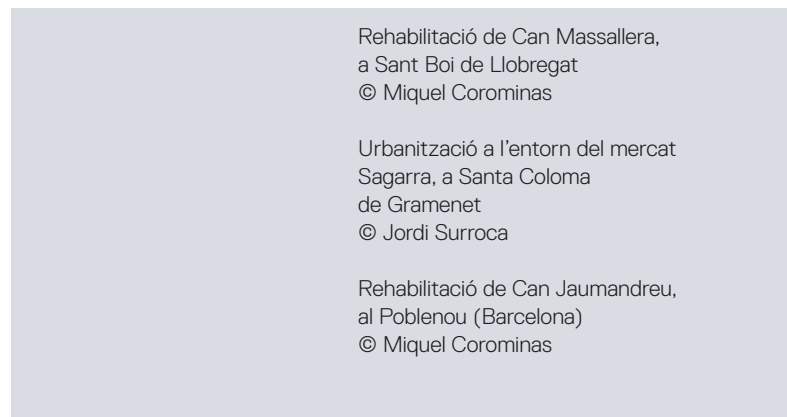 Rehabilitació de Can Massallera,
a Sant Boi de Llobregat
© Miquel Corominas
Urbanització a l’entorn del mercat
Sagarra, a Santa Coloma
de Gramenet
© Jordi Surroca
Rehabilitació de Can Jaumandreu,
al Poblenou (Barcelona)
© Miquel Corominas